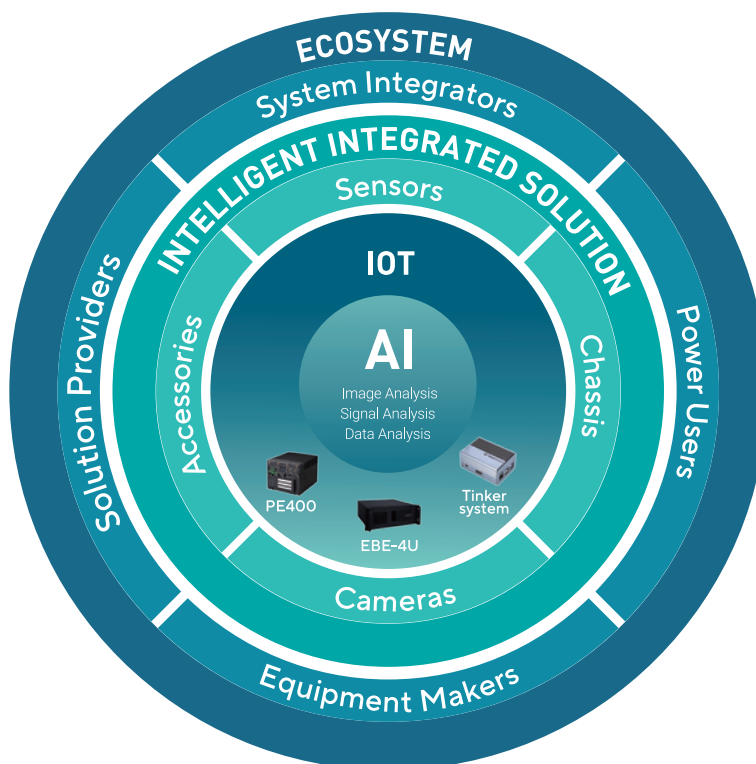 ECOSYSTEM
System Integrators
INTELLIGENT INTEGRATED SOLUTION
Sensors
IOT
AI
Image Analysis
Signal Analysis
Data Analysis
Solution Providers
Accessories
Chassis
Power Users
PE400
EBE-4U
Tinker
system
Cameras
Equipment Makers